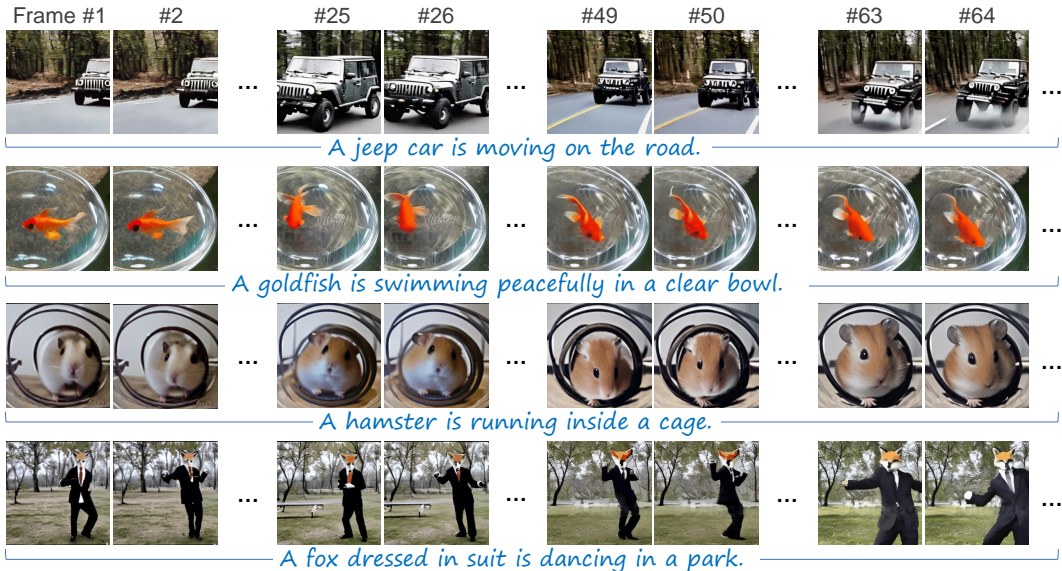 Frame #1 #2 #25 #26 #49 #50 #63 #64
... ... ... ...
A jeep car is moving on the road.
... ... ... ...
A goldfish is swimming peacefully in a clear bowl.
... ... ... ...
A hamster is running inside a cage.
... ... ... ...
A fox dressed in suit is dancing in a park.